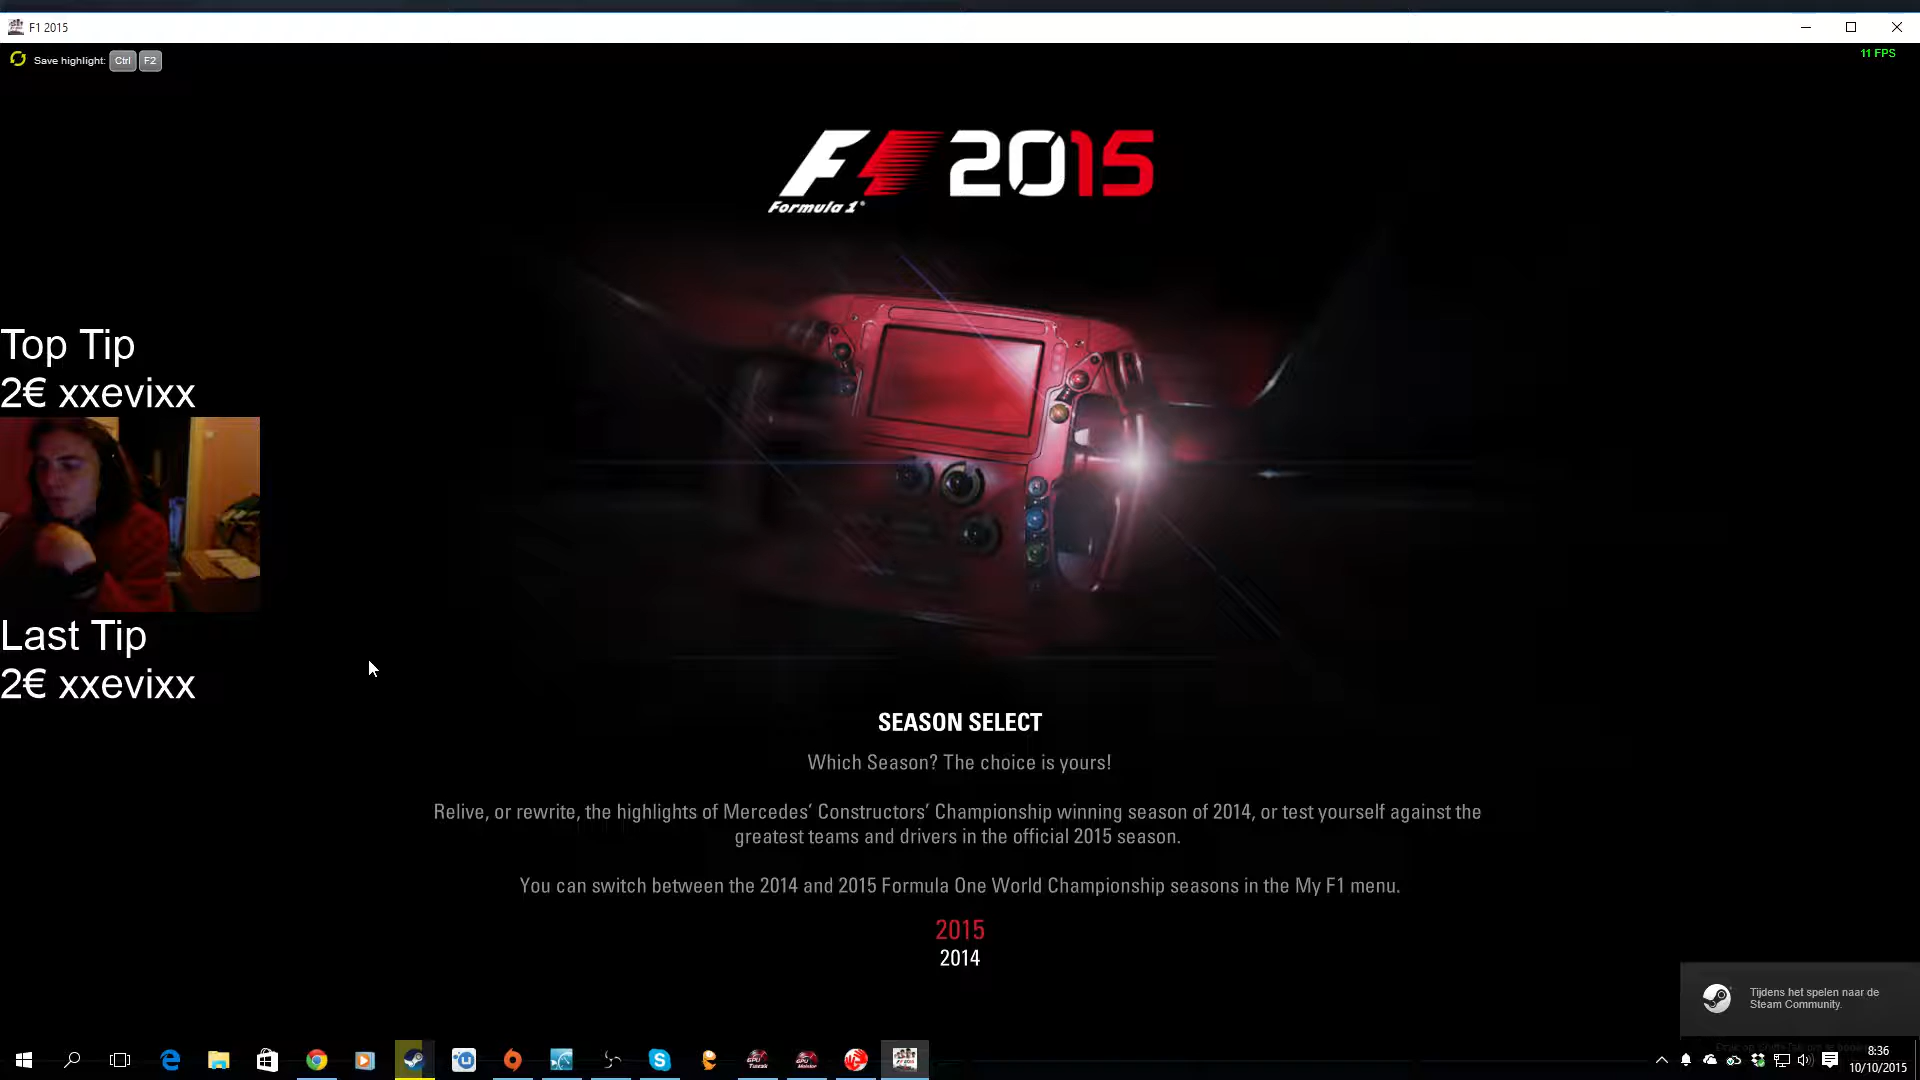 F1 2015
Save highlight: Ctrl F2
11 FPS
F1 2015
Formula 1®
Top Tip
2€ xxevixx
Last Tip
2€ xxevixx
SEASON SELECT
Which Season? The choice is yours!
Relive, or rewrite, the highlights of Mercedes' Constructors' Championship winning season of 2014, or test yourself against the
greatest teams and drivers in the official 2015 season.
You can switch between the 2014 and 2015 Formula One World Championship seasons in the My F1 menu.
2015
2014
Tijdens het spelen naar de
Steam Community.
8:36
10/10/2015